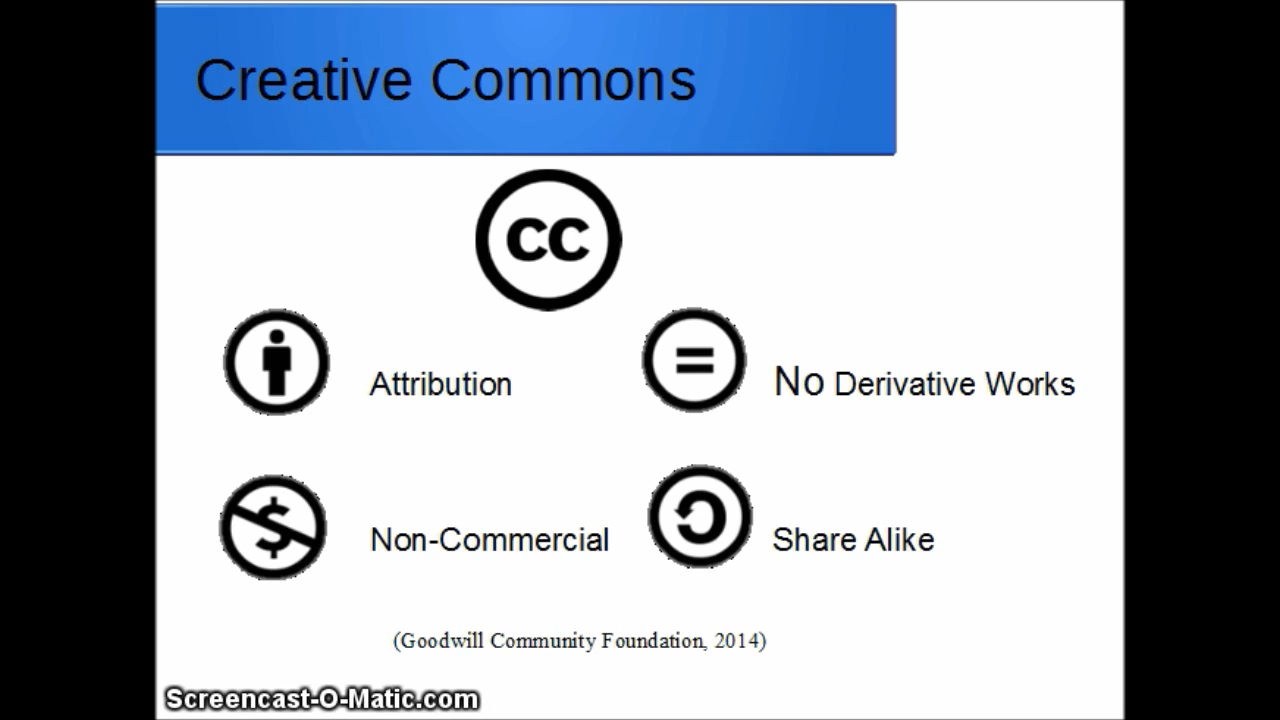 Creative Commons
CC
Attribution
No Derivative Works
Non-Commercial
Share Alike
(Goodwill Community Foundation, 2014)
Screencast-O-Matic.com